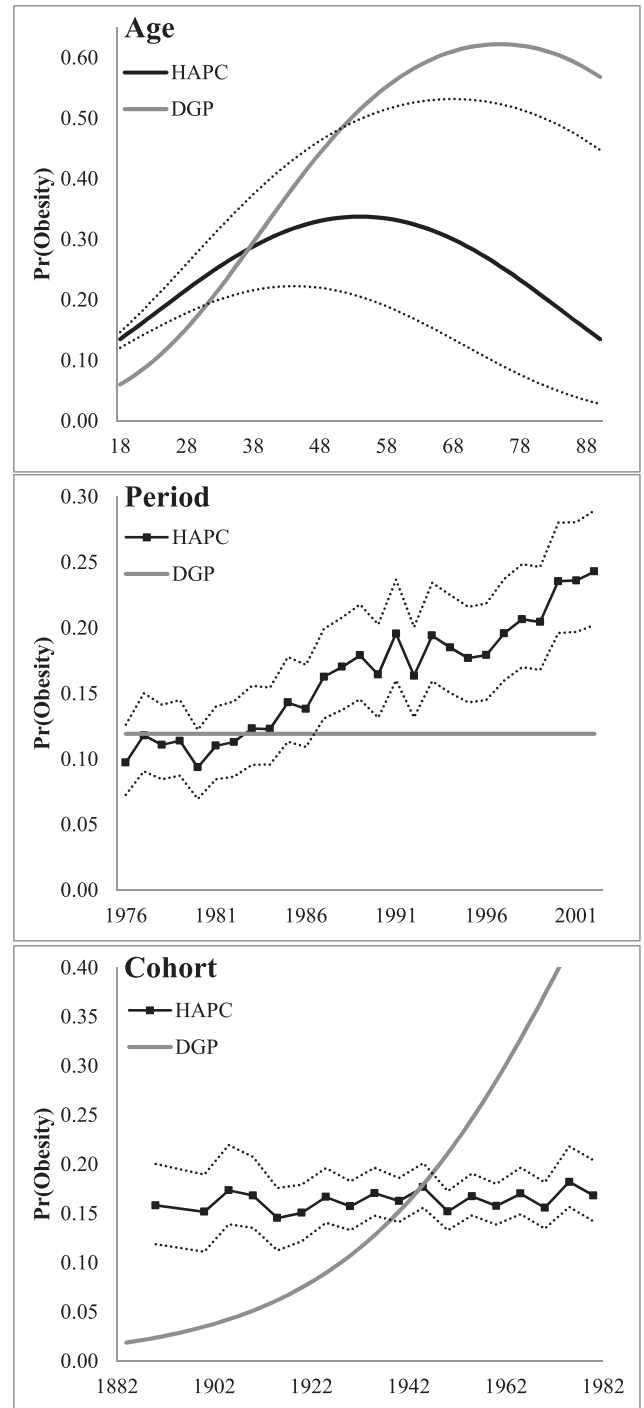 Age
HAPC
DGP
Pr(Obesity)
0.60
0.50
0.40
0.30
0.20
0.10
0.00
18 28 38 48 58 68 78 88
Period
HAPC
DGP
Pr(Obesity)
0.30
0.25
0.20
0.15
0.10
0.05
0.00
1976 1981 1986 1991 1996 2001
Cohort
HAPC
DGP
Pr(Obesity)
0.40
0.35
0.30
0.25
0.20
0.15
0.10
0.05
0.00
1882 1902 1922 1942 1962 1982